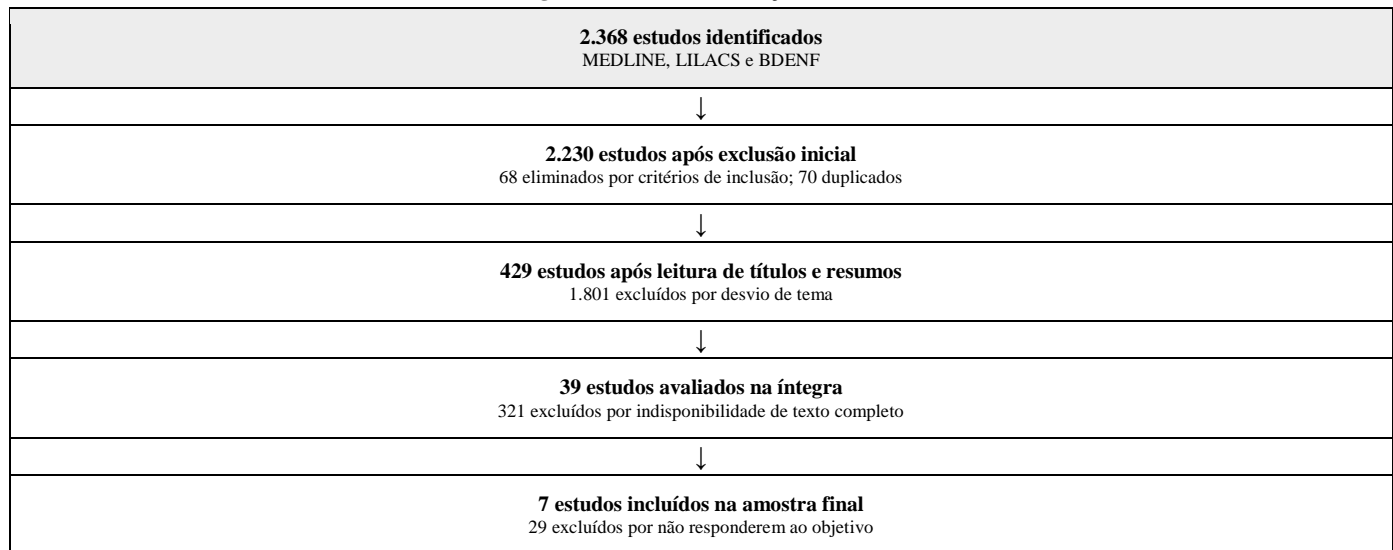 2.368 estudos identificados
MEDLINE, LILACS e BDENF
↓
2.230 estudos após exclusão inicial
68 eliminados por critérios de inclusão; 70 duplicados
↓
429 estudos após leitura de títulos e resumos
1.801 excluídos por desvio de tema
↓
39 estudos avaliados na íntegra
321 excluídos por indisponibilidade de texto completo
↓
7 estudos incluídos na amostra final
29 excluídos por não responderem ao objetivo